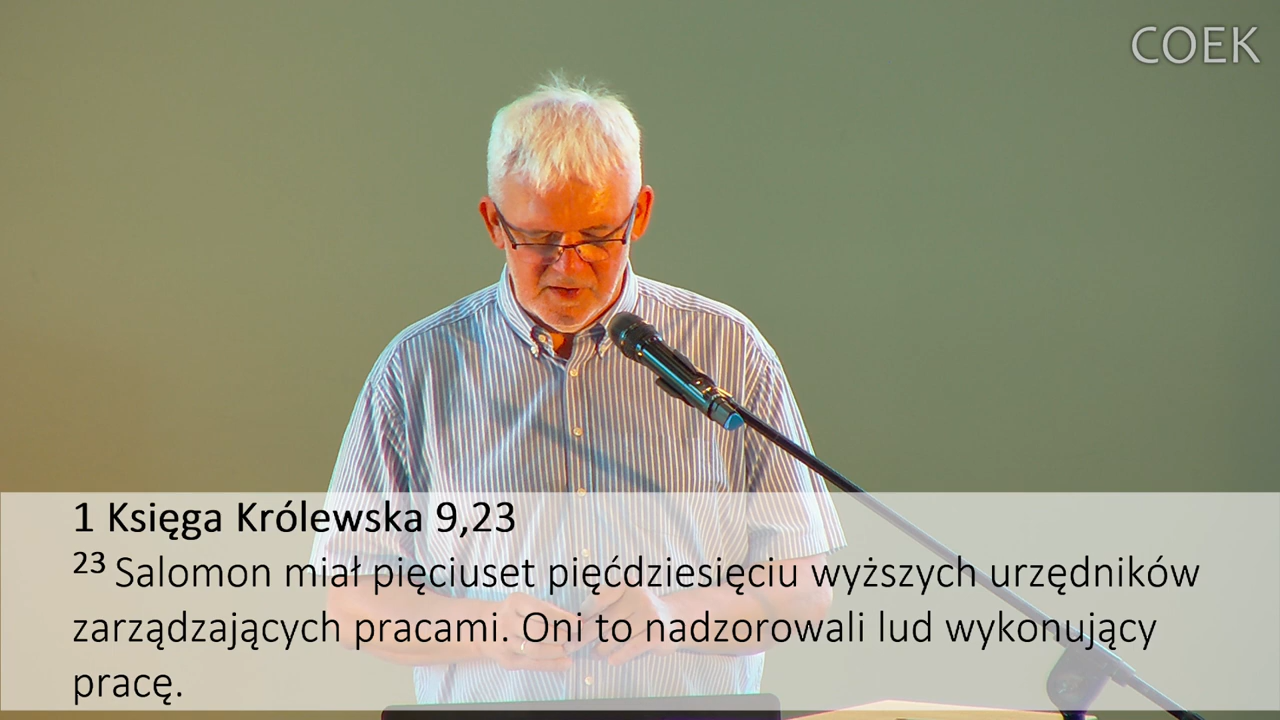 COEK
1 Księga Królewska 9,23
23 Salomon miał pięciuset pięćdziesięciu wyższych urzędników
zarządzających pracami. Oni to nadzorowali lud wykonujący
pracę.